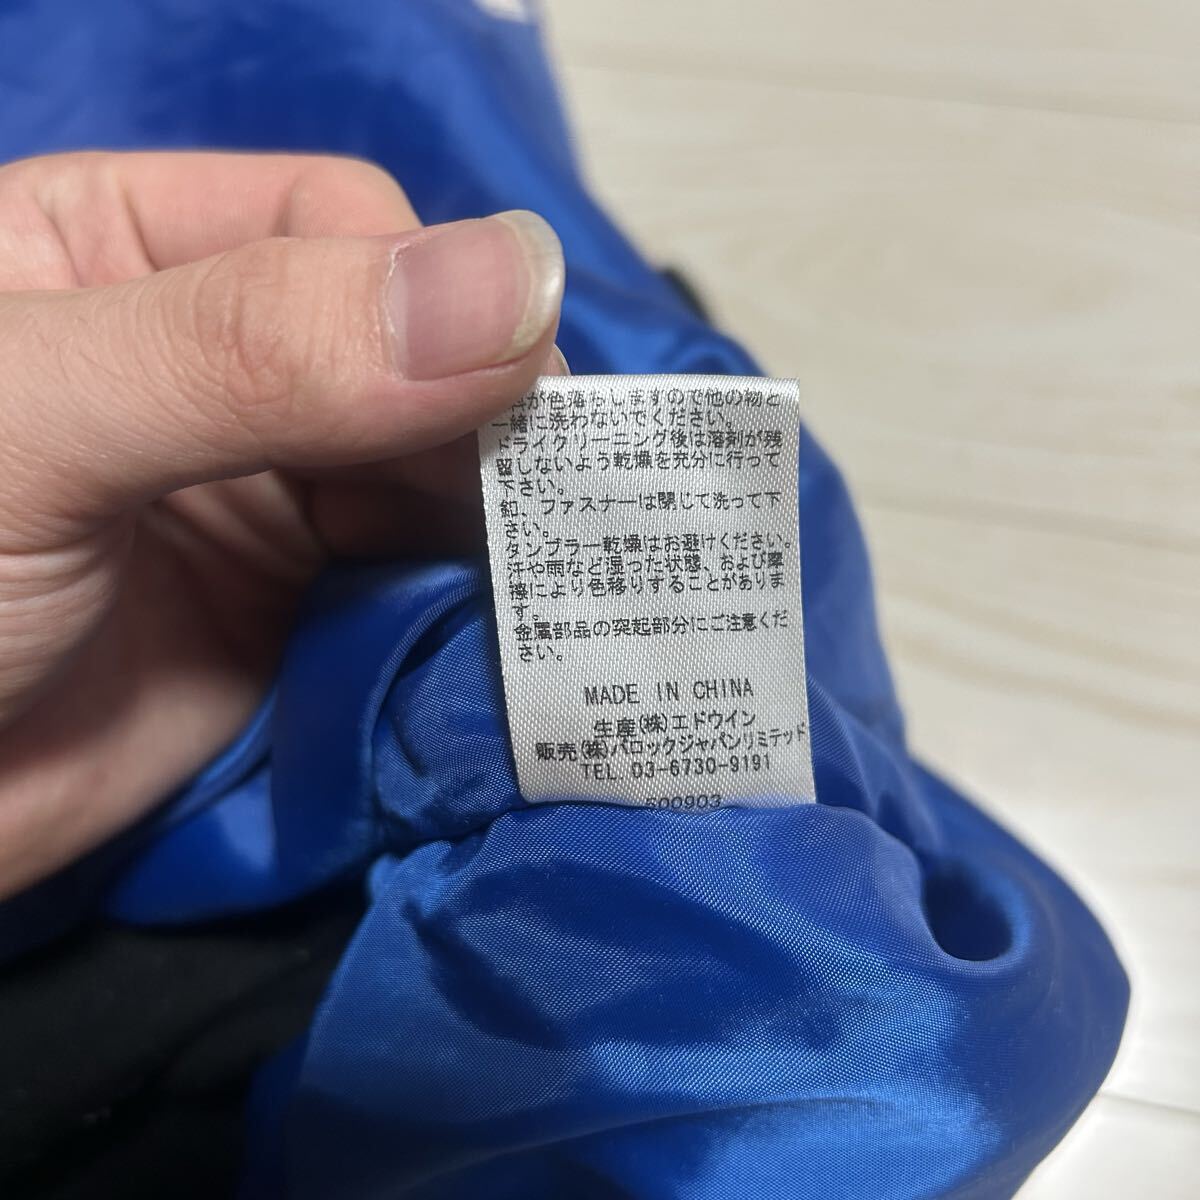 が色落ちしますので他の物と
一緒に洗わないでください。
ドライクリーニング後は溶剤が残
留しないよう乾燥を充分に行って
下さい。
釦、ファスナーは閉じて洗って下
さい。
タンブラー乾燥はお避けください。
汗や雨など湿った状態、および摩
擦により色移りすることがありま
す。
金属部品の突起部分にご注意くだ
さい。
MADE IN CHINA
生産(株)エドウイン
販売(株)バロックジャパンリミテッド
TEL. 03-6730-9191
500903